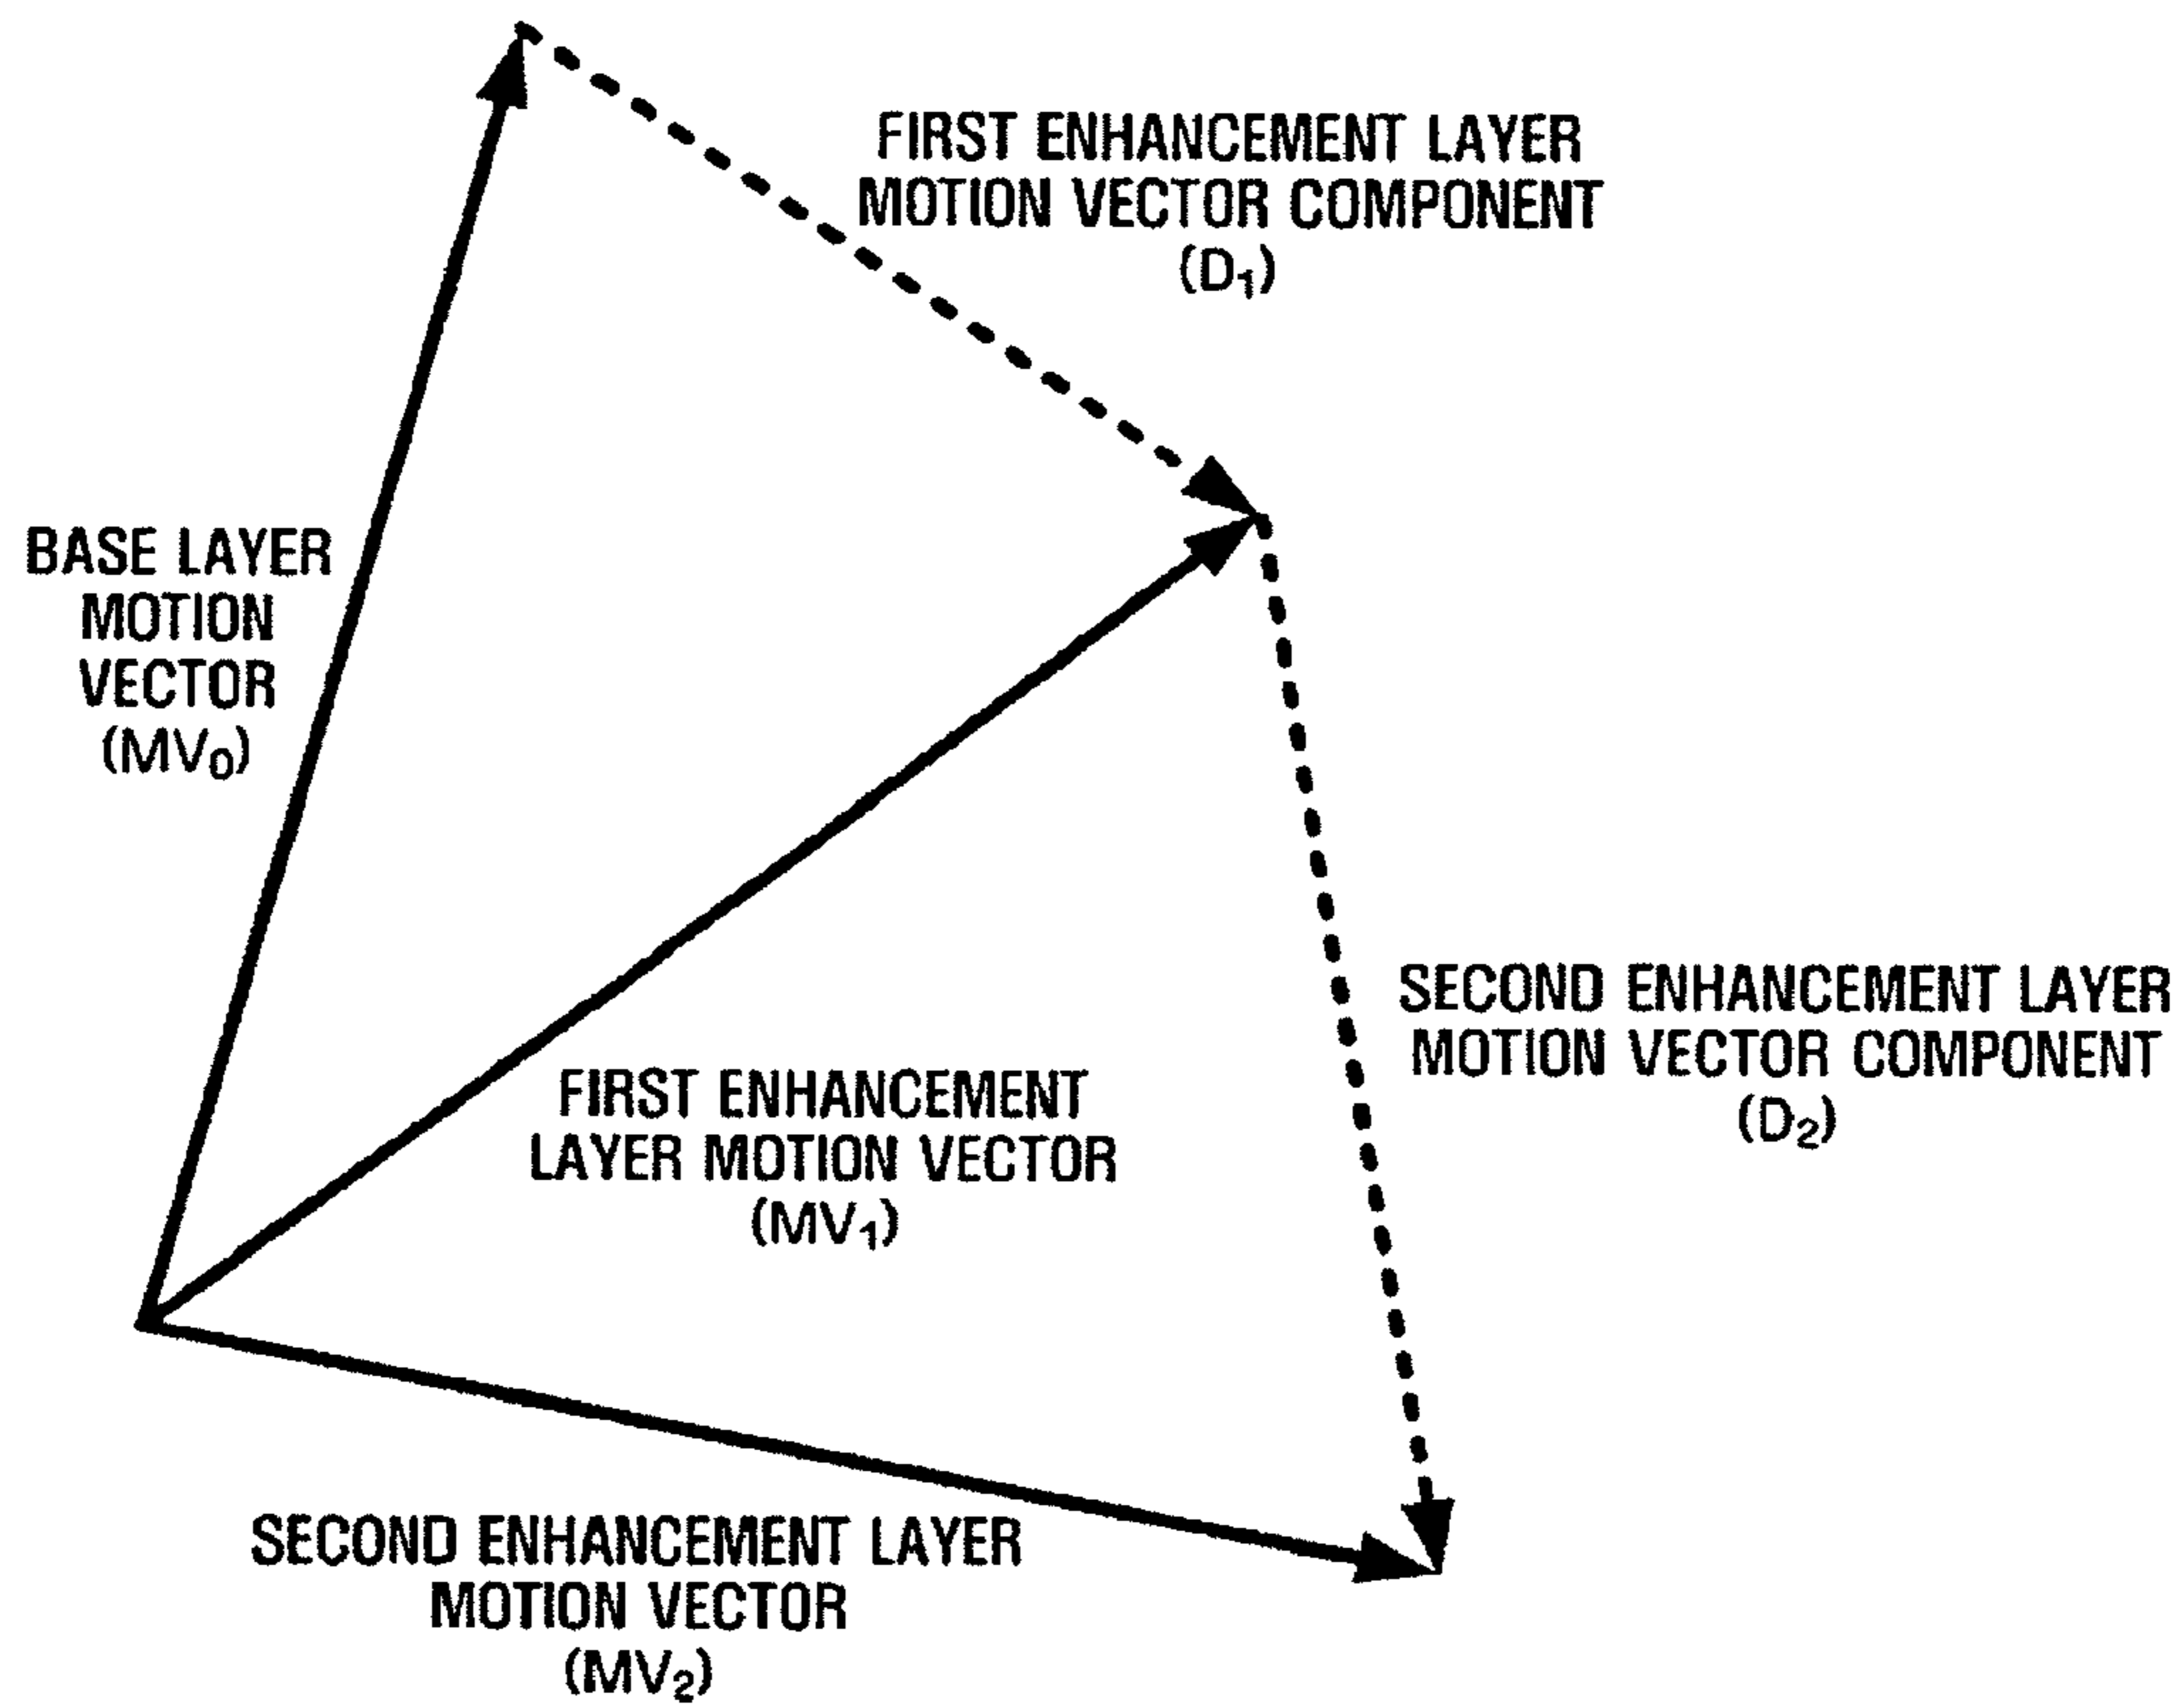 FIRST ENHANCEMENT LAYER
MOTION VECTOR COMPONENT
(D₁)
BASE LAYER
MOTION
VECTOR
(MV₀)
SECOND ENHANCEMENT LAYER
MOTION VECTOR COMPONENT
(D₂)
FIRST ENHANCEMENT
LAYER MOTION VECTOR
(MV₁)
SECOND ENHANCEMENT LAYER
MOTION VECTOR
(MV₂)